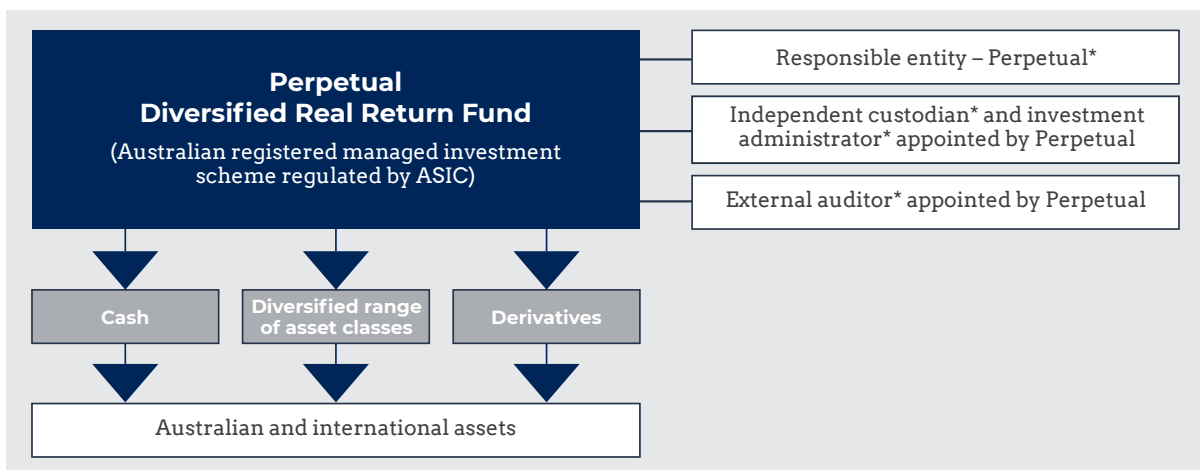 Perpetual
Diversified Real Return Fund
(Australian registered managed investment
scheme regulated by ASIC)
Responsible entity – Perpetual*
Independent custodian* and investment
administrator* appointed by Perpetual
External auditor* appointed by Perpetual
Cash
Diversified range
of asset classes
Derivatives
Australian and international assets